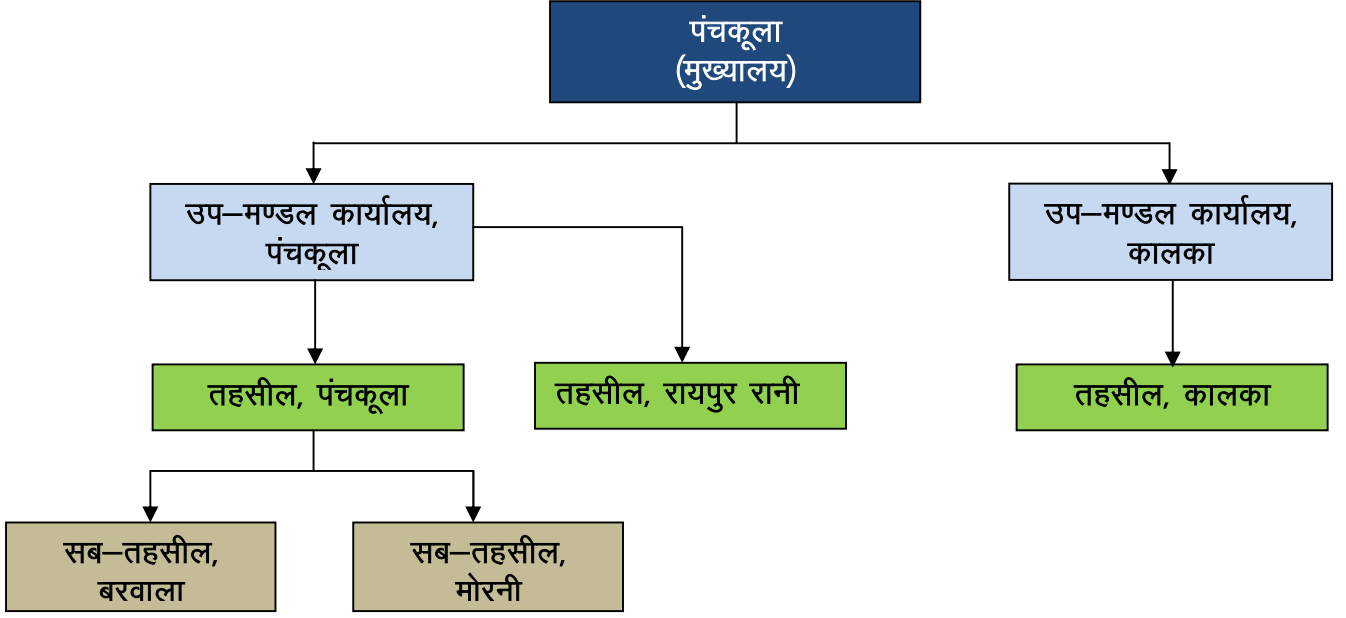 पंचकूला
(मुख्यालय)
उप–मण्डल कार्यालय,
पंचकूला
उप–मण्डल कार्यालय,
कालका
तहसील, पंचकूला
तहसील, रायपुर रानी
तहसील, कालका
सब–तहसील,
बरवाला
सब–तहसील,
मोरनी